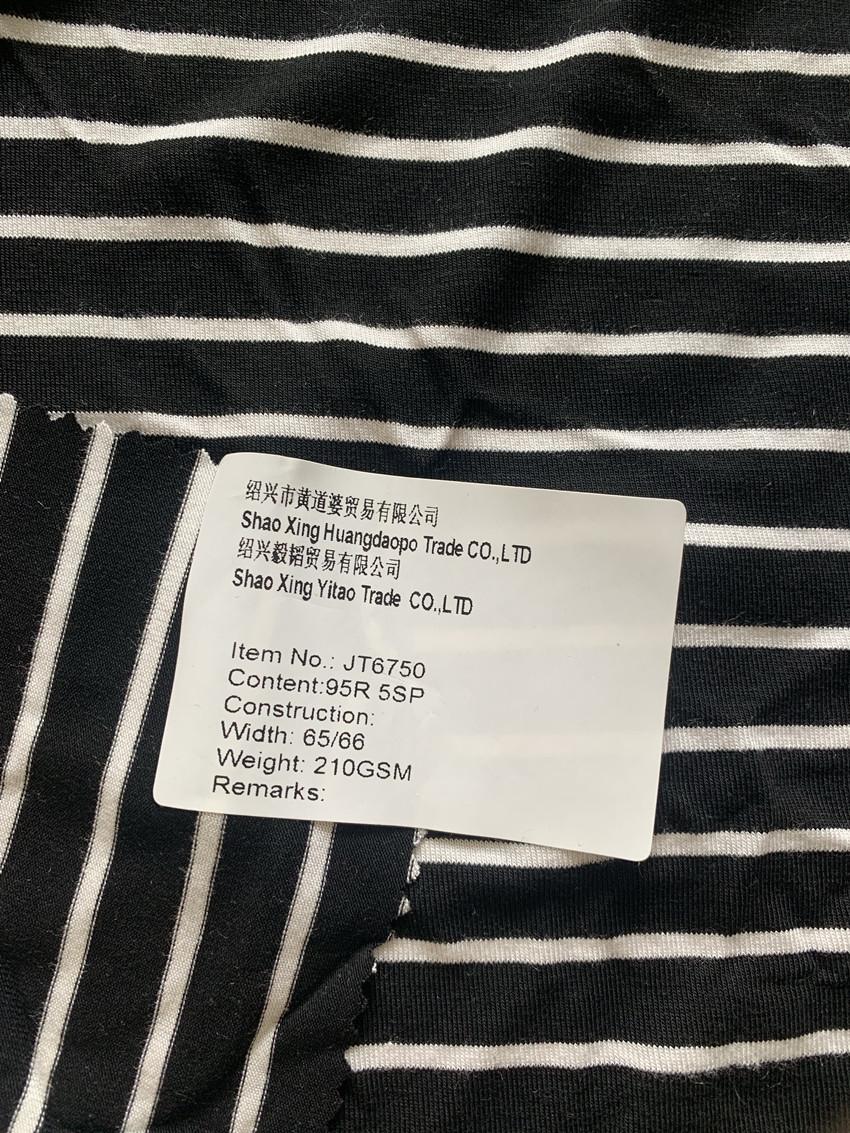 绍兴市黄道婆贸易有限公司
Shao Xing Huangdaopo Trade CO.,LTD
绍兴毅韬贸易有限公司
Shao Xing Yitao Trade CO.,LTD
Item No.: JT6750
Content:95R 5SP
Construction:
Width: 65/66
Weight: 210GSM
Remarks: